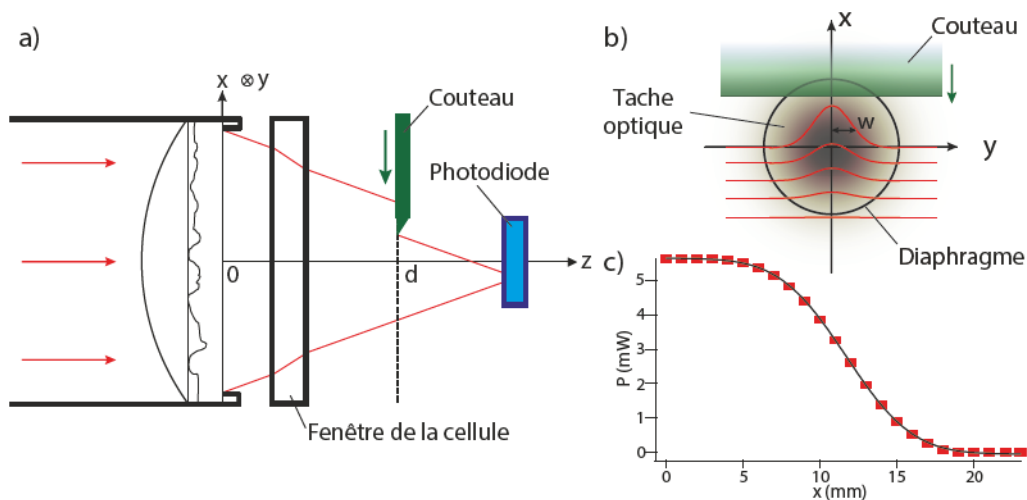 a)
x ⊗y
Couteau
Photodiode
0
d
z
Fenêtre de la cellule
b)
x
Couteau
Tache
optique
w
y
Diaphragme
c)
P (mW)
5
4
3
2
1
0
0
5
10
15
20
x (mm)